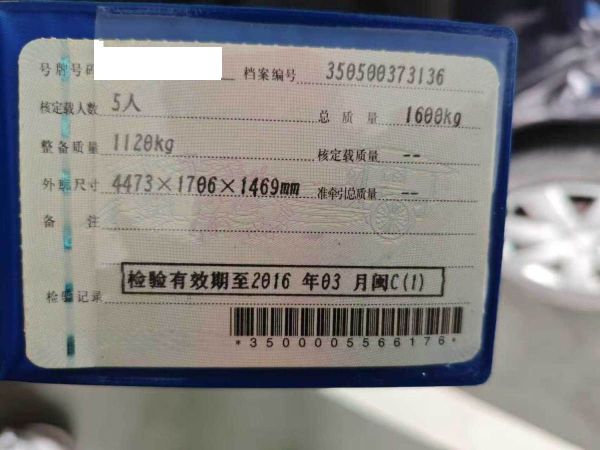 号牌号码 档案编号 350500373136
核定载人数 5人 总质量 1600kg
整备质量 1120kg 核定载质量 --
外廓尺寸 4473×1706×1469mm 准牵引总质量 --
备注
检验记录 检验有效期至2016 年03 月闽C(1)
*3500005566176*